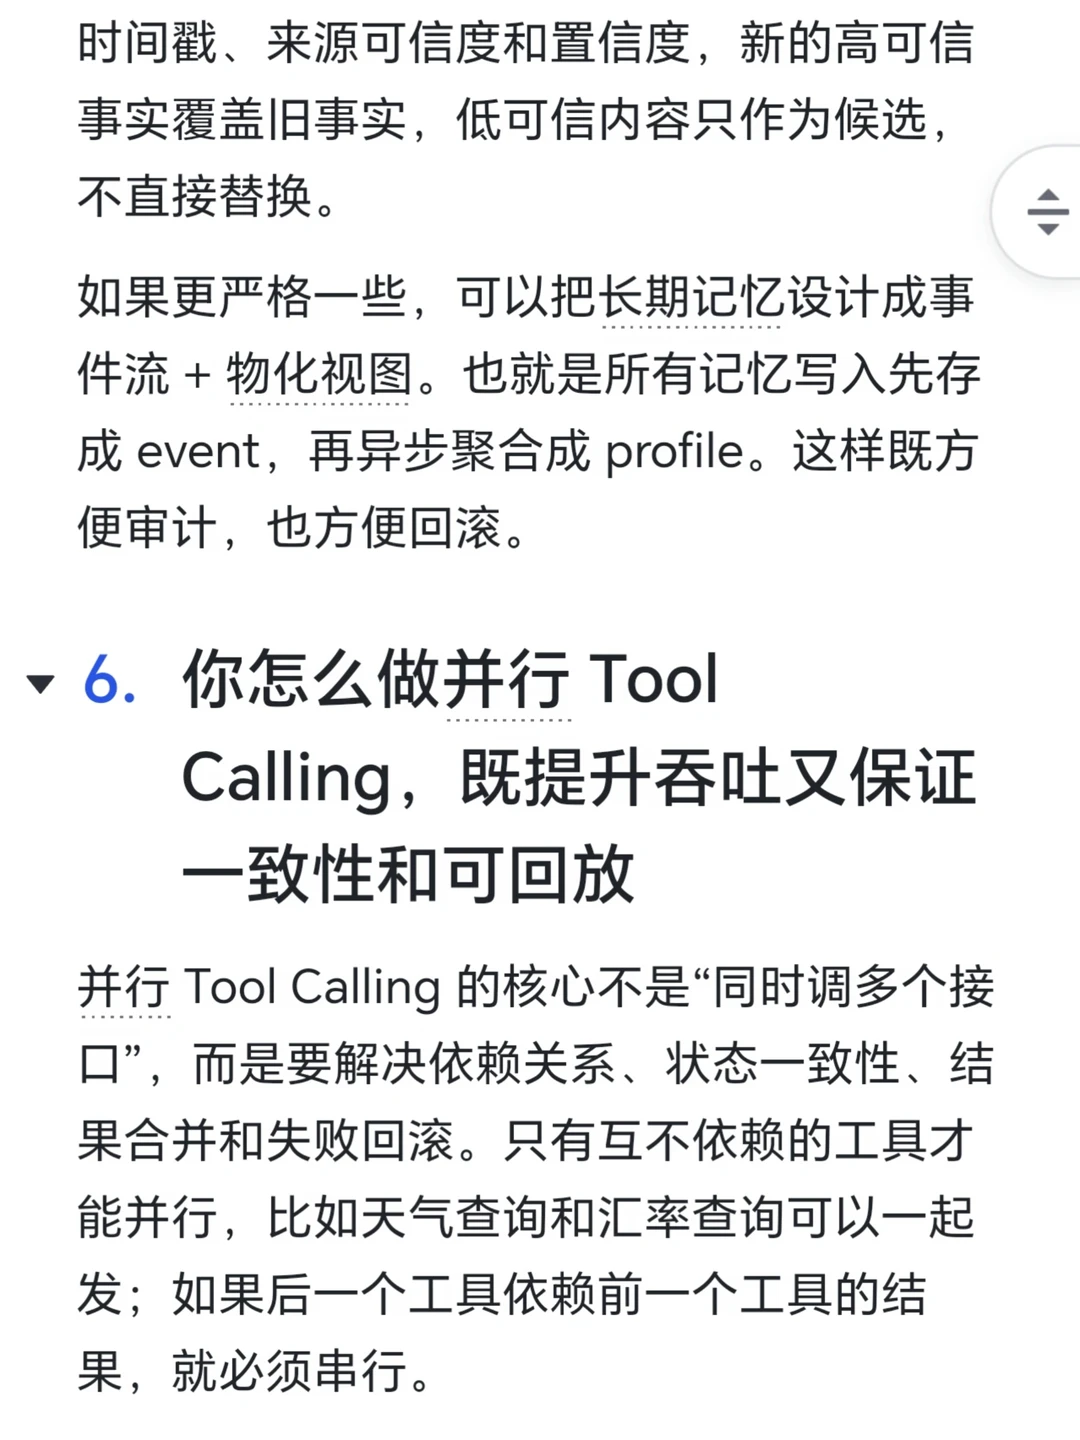 时间戳、来源可信度和置信度，新的高可信
事实覆盖旧事实，低可信内容只作为候选，
不直接替换。
如果更严格一些，可以把长期记忆设计成事
件流 + 物化视图。也就是所有记忆写入先存
成 event，再异步聚合成 profile。这样既方
便审计，也方便回滚。
6. 你怎么做并行 Tool
Calling，既提升吞吐又保证
一致性和可回放
并行 Tool Calling 的核心不是“同时调多个接
口”，而是要解决依赖关系、状态一致性、结
果合并和失败回滚。只有互不依赖的工具才
能并行，比如天气查询和汇率查询可以一起
发；如果后一个工具依赖前一个工具的结
果，就必须串行。